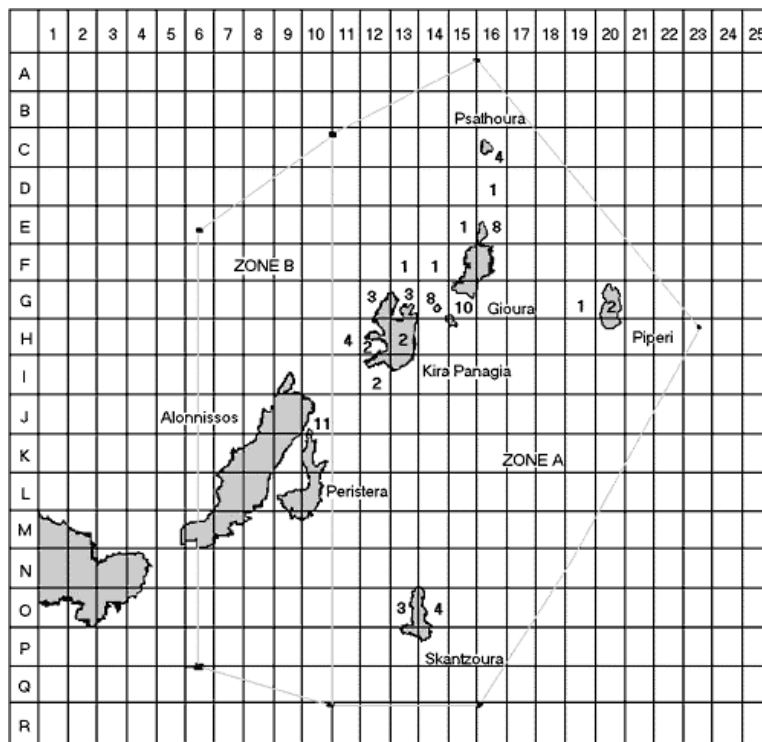 1 2 3 4 5 6 7 8 9 10 11 12 13 14 15 16 17 18 19 20 21 22 23 24 25
A
B
Psalhoura
C 4
D 1
E 1 8
F ZONE B 1 1
G 3 3 8 10 Gioura 1 2
H 4 2 2 Piperi
Kira Panagia
I 2
J Alonnissos 11
K ZONE A
L Peristera
M
N
O 3 4
P Skantzoura
Q
R